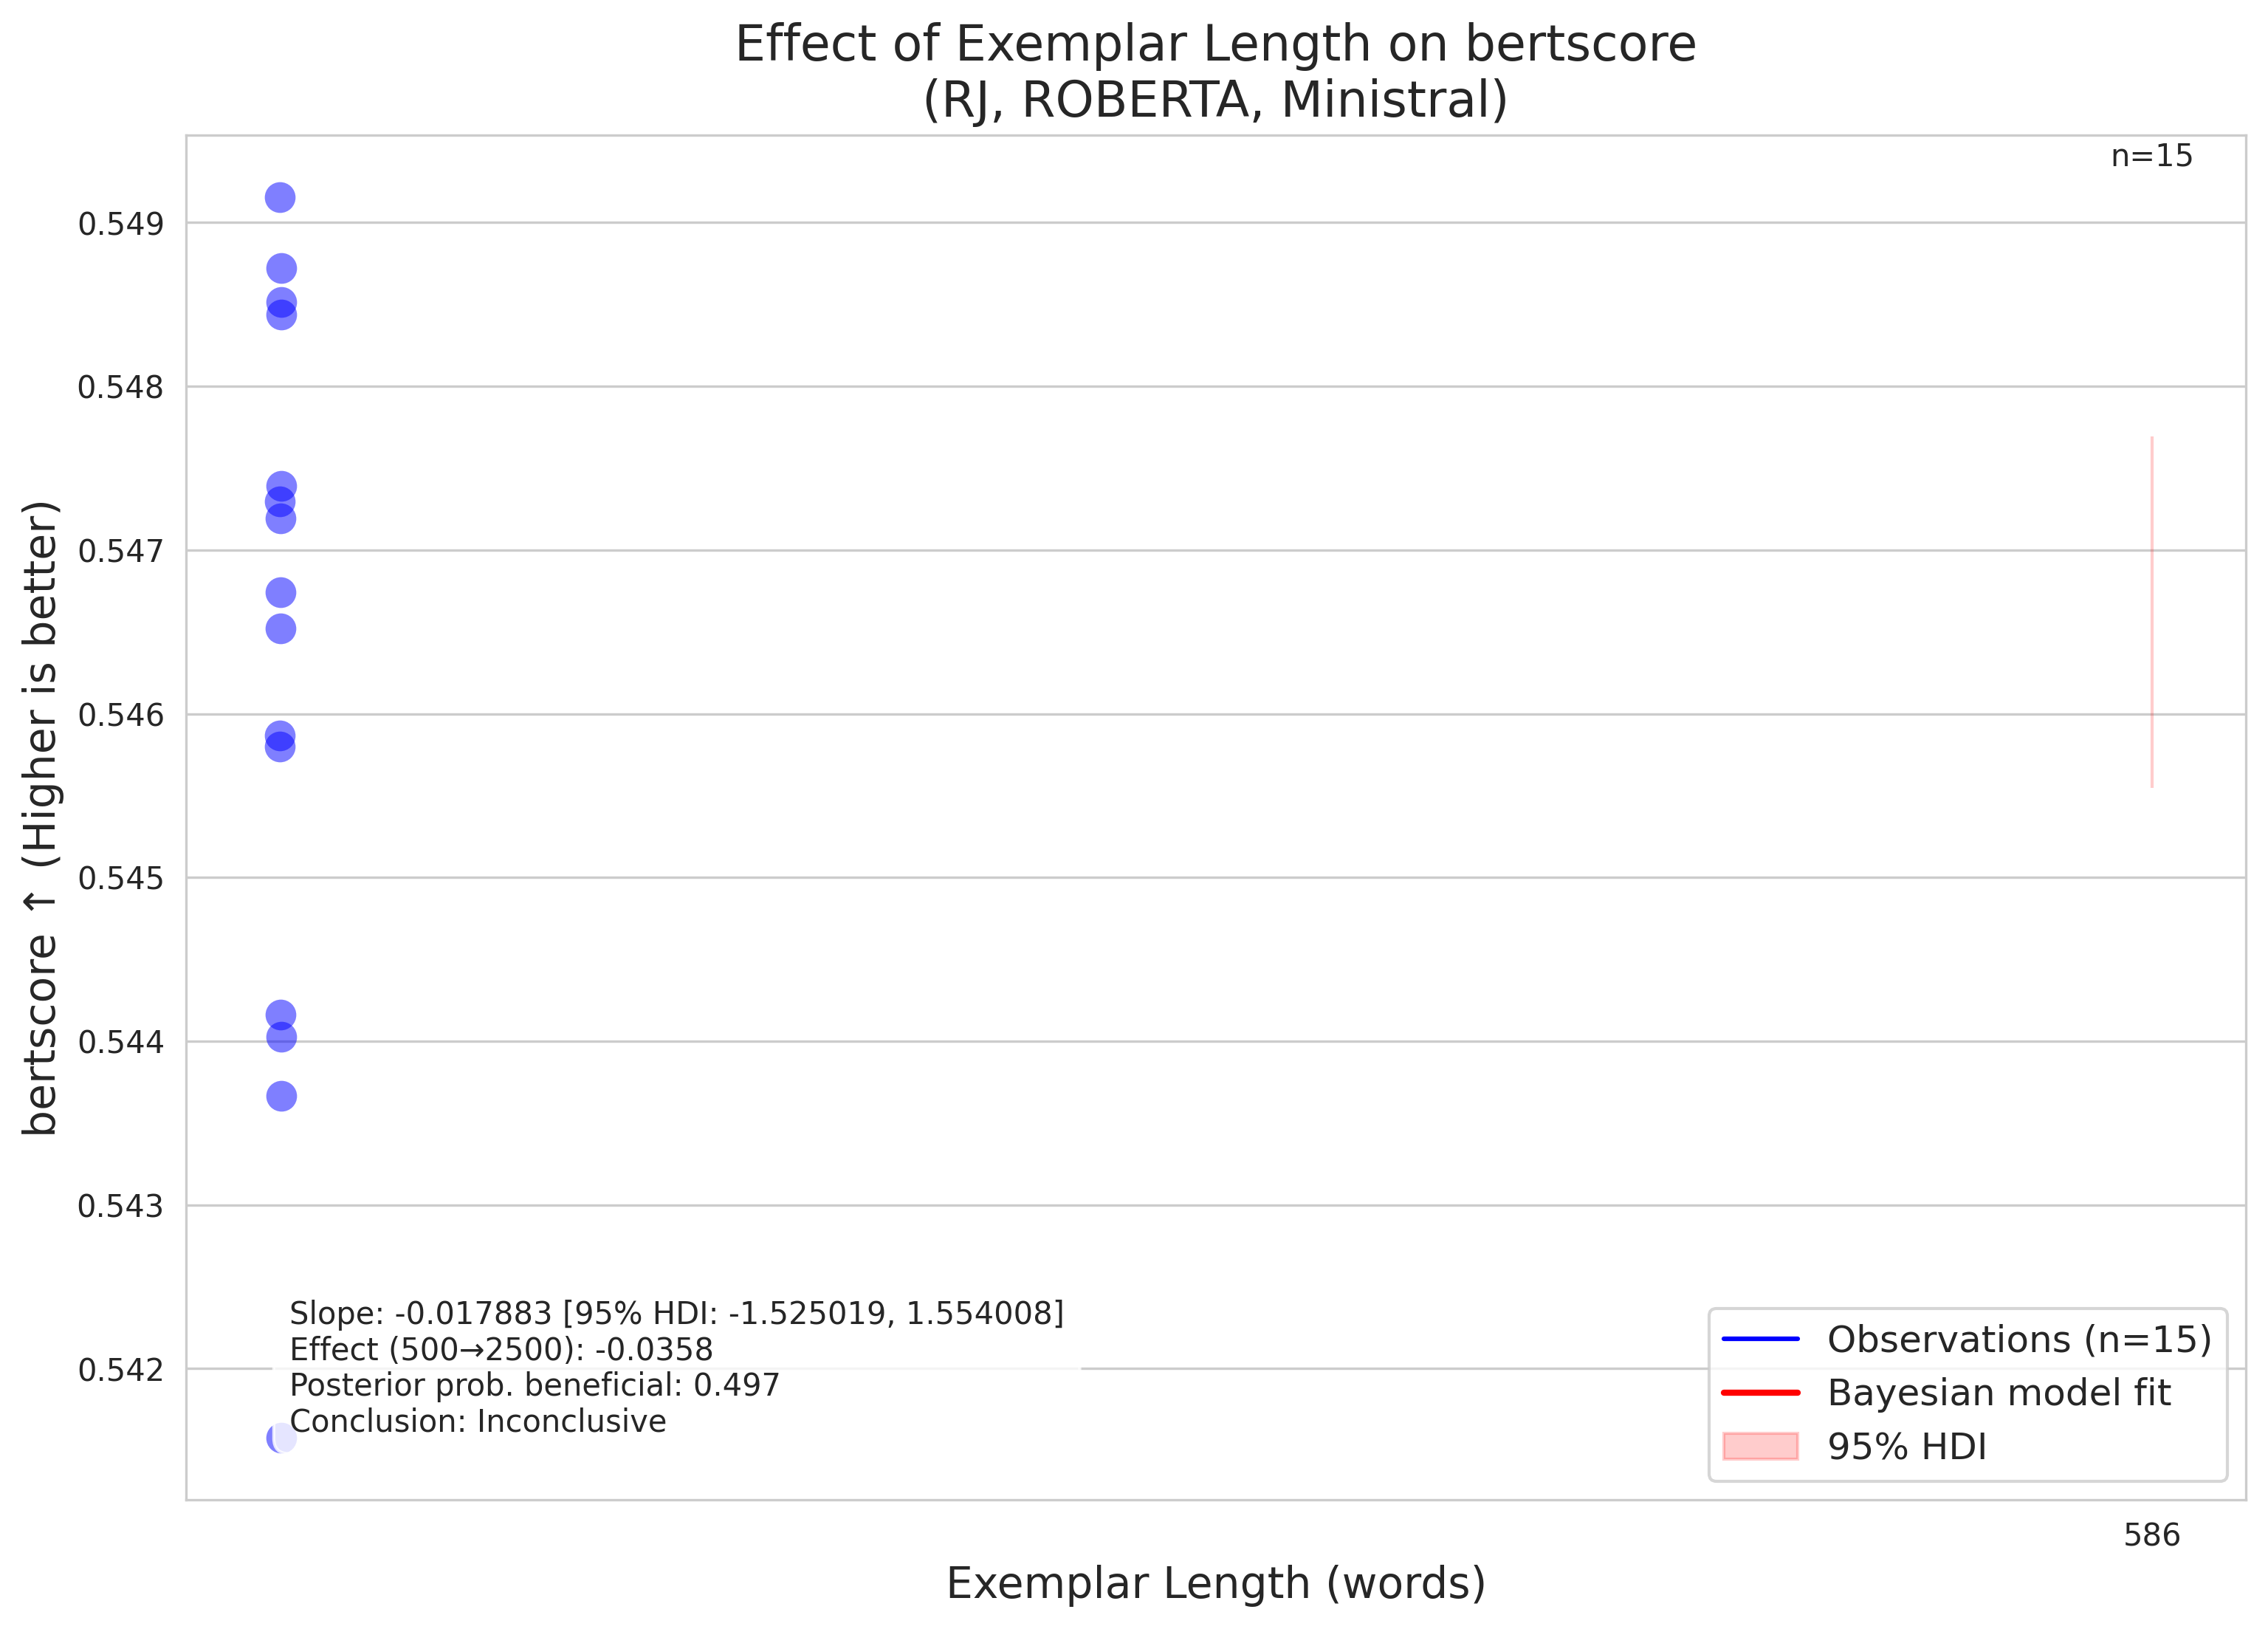 Effect of Exemplar Length on bertscore
(RJ, ROBERTA, Ministral)
n=15
bertscore ↑ (Higher is better)
0.549
0.548
0.547
0.546
0.545
0.544
0.543
0.542
Slope: -0.017883 [95% HDI: -1.525019, 1.554008]
Effect (500→2500): -0.0358
Posterior prob. beneficial: 0.497
Conclusion: Inconclusive
Observations (n=15)
Bayesian model fit
95% HDI
586
Exemplar Length (words)